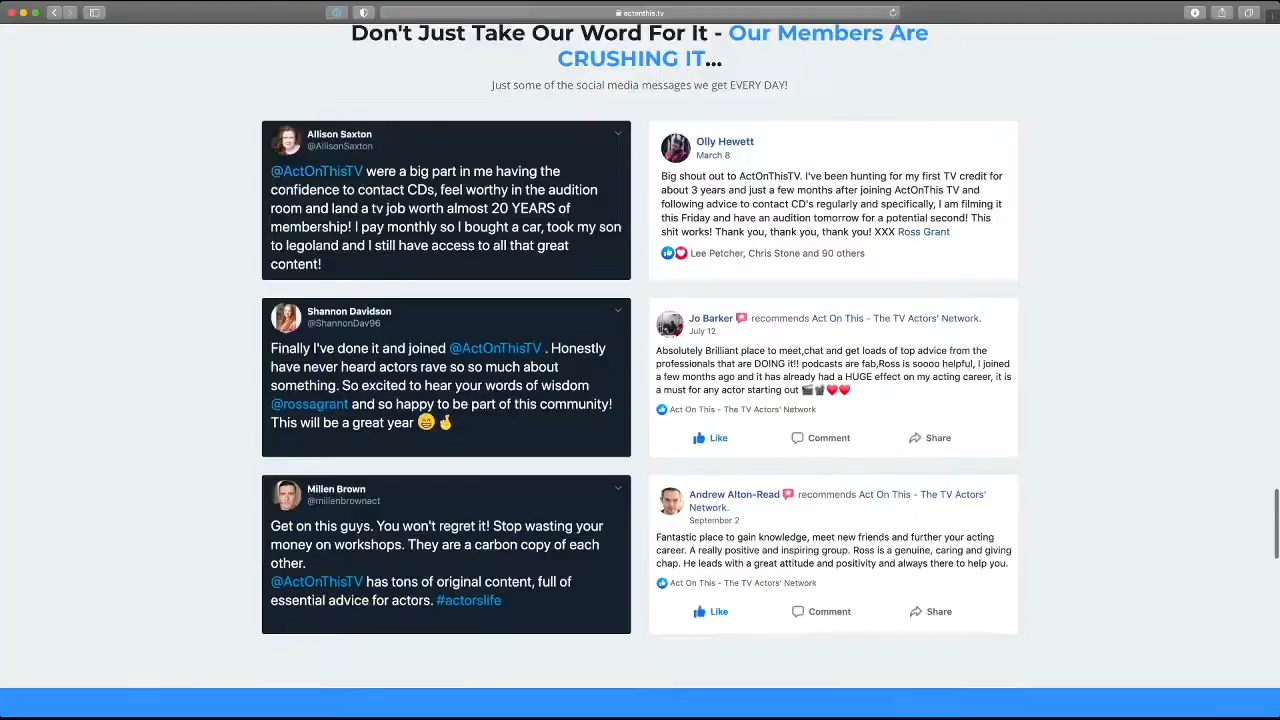 actonthis.tv
Don't Just Take Our Word For It - Our Members Are
CRUSHING IT...
Just some of the social media messages we get EVERY DAY!
Allison Saxton
@AllisonSaxton
@ActOnThisTV were a big part in me having the
confidence to contact CDs, feel worthy in the audition
room and land a tv job worth almost 20 YEARS of
membership! I pay monthly so I bought a car, took my son
to legoland and I still have access to all that great
content!
Olly Hewett
March 8
Big shout out to ActOnThisTV. I've been hunting for my first TV credit for
about 3 years and just a few months after joining ActOnThis TV and
following advice to contact CD's regularly and specifically, I am filming it
this Friday and have an audition tomorrow for a potential second! This
shit works! Thank you, thank you, thank you! XXX Ross Grant
Lee Petcher, Chris Stone and 90 others
Shannon Davidson
@ShannonDav96
Finally I've done it and joined @ActOnThisTV . Honestly
have never heard actors rave so so much about
something. So excited to hear your words of wisdom
@rossagrant and so happy to be part of this community!
This will be a great year 😁🤞
Jo Barker recommends Act On This - The TV Actors' Network.
July 12
Absolutely Brilliant place to meet,chat and get loads of top advice from the
professionals that are DOING it!! podcasts are fab,Ross is soooo helpful, I joined
a few months ago and it has already had a HUGE effect on my acting career, it is
a must for any actor starting out 🎬📽️❤️❤️
Act On This - The TV Actors' Network
Like Comment Share
Millen Brown
@millenbrownact
Get on this guys. You won't regret it! Stop wasting your
money on workshops. They are a carbon copy of each
other.
@ActOnThisTV has tons of original content, full of
essential advice for actors. #actorslife
Andrew Alton-Read recommends Act On This - The TV Actors'
Network.
September 2
Fantastic place to gain knowledge, meet new friends and further your acting
career. A really positive and inspiring group. Ross is a genuine, caring and giving
chap. He leads with a great attitude and positivity and always there to help you.
Act On This - The TV Actors' Network
Like Comment Share